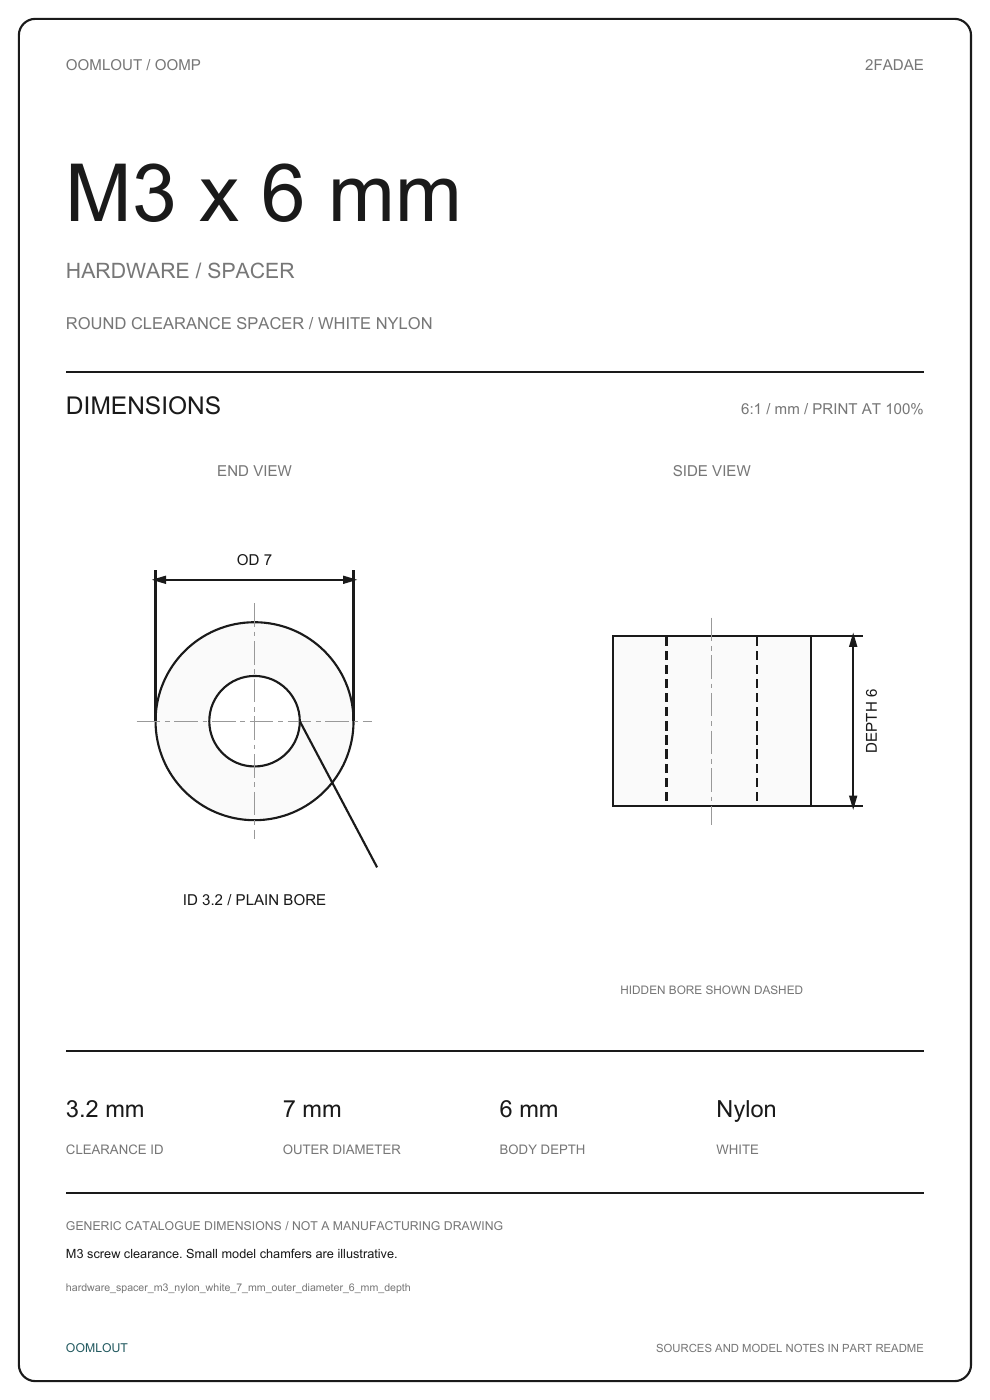 OOMLOUT / OOMP
2FADAE
M3 x 6 mm
HARDWARE / SPACER
ROUND CLEARANCE SPACER / WHITE NYLON
DIMENSIONS
6:1 / mm / PRINT AT 100%
END VIEW
SIDE VIEW
OD 7
DEPTH 6
ID 3.2 / PLAIN BORE
HIDDEN BORE SHOWN DASHED
3.2 mm
7 mm
6 mm
Nylon
CLEARANCE ID
OUTER DIAMETER
BODY DEPTH
WHITE
GENERIC CATALOGUE DIMENSIONS / NOT A MANUFACTURING DRAWING
M3 screw clearance. Small model chamfers are illustrative.
hardware_spacer_m3_nylon_white_7_mm_outer_diameter_6_mm_depth
OOMLOUT
SOURCES AND MODEL NOTES IN PART README